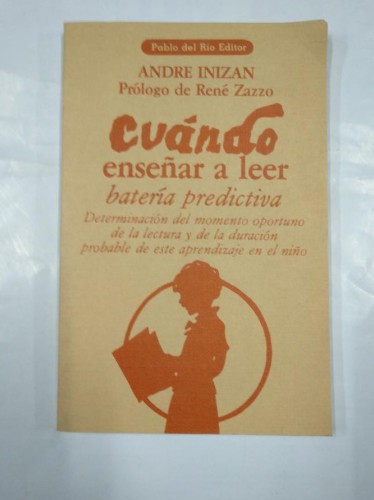 Pablo del Río Editor
ANDRE INIZAN
Prólogo de René Zazzo
cuándo
enseñar a leer
batería predictiva
Determinación del momento oportuno
de la lectura y de la duración
probable de este aprendizaje en el niño